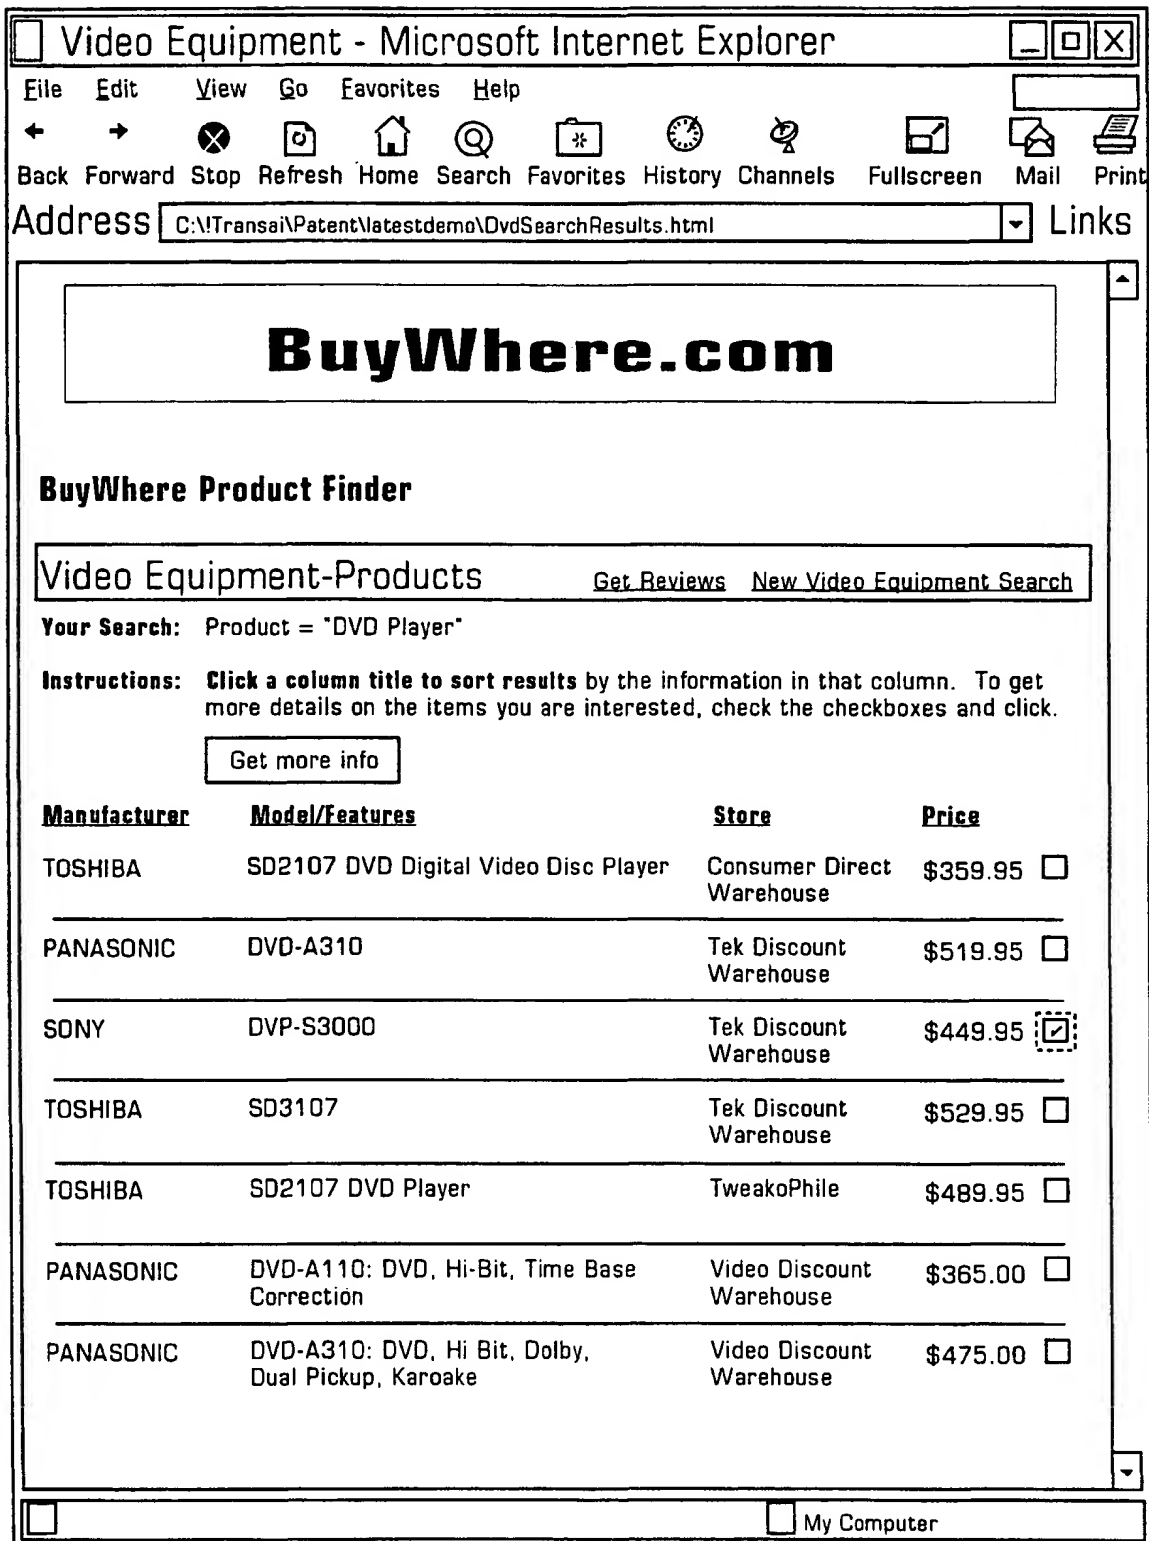 Video Equipment - Microsoft Internet Explorer
File Edit View Go Favorites Help
Back Forward Stop Refresh Home Search Favorites History Channels Fullscreen Mail Print
Address C:\!Transai\Patent\latestdemo\DvdSearchResults.html Links
BuyWhere.com
BuyWhere Product Finder
Video Equipment-Products Get Reviews New Video Equipment Search
Your Search: Product = "DVD Player"
Instructions: Click a column title to sort results by the information in that column. To get
more details on the items you are interested, check the checkboxes and click.
Get more info
Manufacturer Model/Features Store Price
TOSHIBA SD2107 DVD Digital Video Disc Player Consumer Direct $359.95
Warehouse
PANASONIC DVD-A310 Tek Discount $519.95
Warehouse
SONY DVP-S3000 Tek Discount $449.95
Warehouse
TOSHIBA SD3107 Tek Discount $529.95
Warehouse
TOSHIBA SD2107 DVD Player TweakoPhile $489.95
PANASONIC DVD-A110: DVD, Hi-Bit, Time Base Video Discount $365.00
Correction Warehouse
PANASONIC DVD-A310: DVD, Hi Bit, Dolby, Video Discount $475.00
Dual Pickup, Karoake Warehouse
My Computer